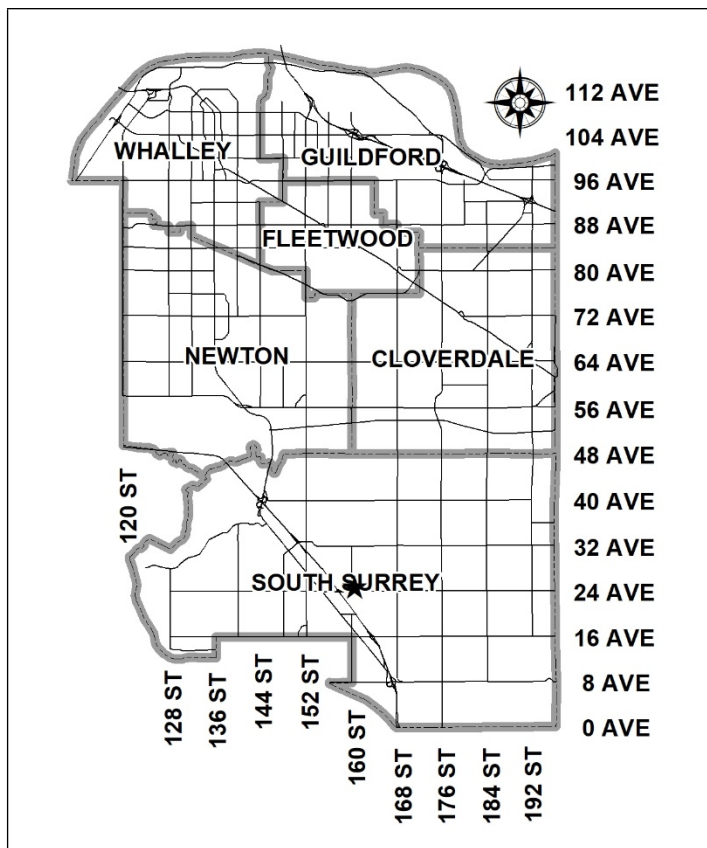 112 AVE
104 AVE
WHALLEY
GUILDFORD
96 AVE
88 AVE
FLEETWOOD
80 AVE
72 AVE
NEWTON
CLOVERDALE
64 AVE
56 AVE
48 AVE
120 ST
40 AVE
32 AVE
SOUTH SURREY
24 AVE
16 AVE
128 ST
136 ST
144 ST
152 ST
8 AVE
160 ST
0 AVE
168 ST
176 ST
184 ST
192 ST